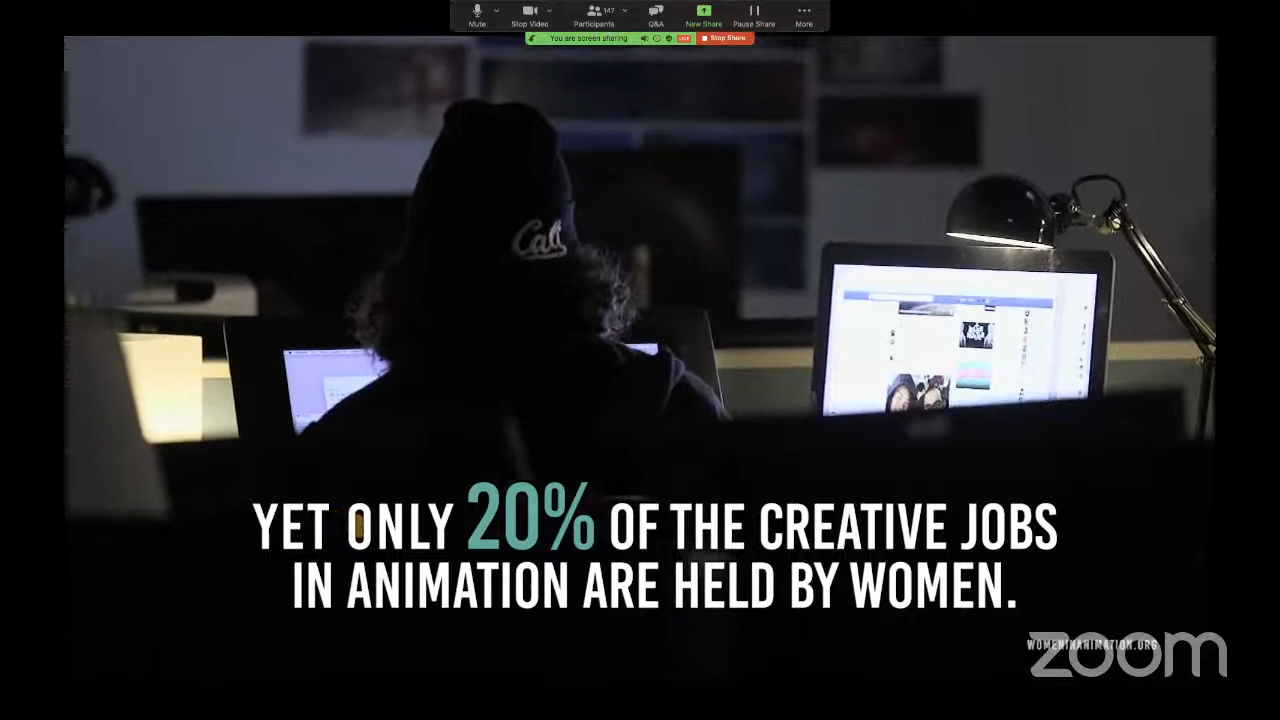 147
Mute
Stop Video
Participants
Q&A
New Share
Pause Share
More
You are screen sharing
LIVE
Stop Share
Cal
YET ONLY 20% OF THE CREATIVE JOBS
IN ANIMATION ARE HELD BY WOMEN.
WOMENINANIMATION.ORG
zoom